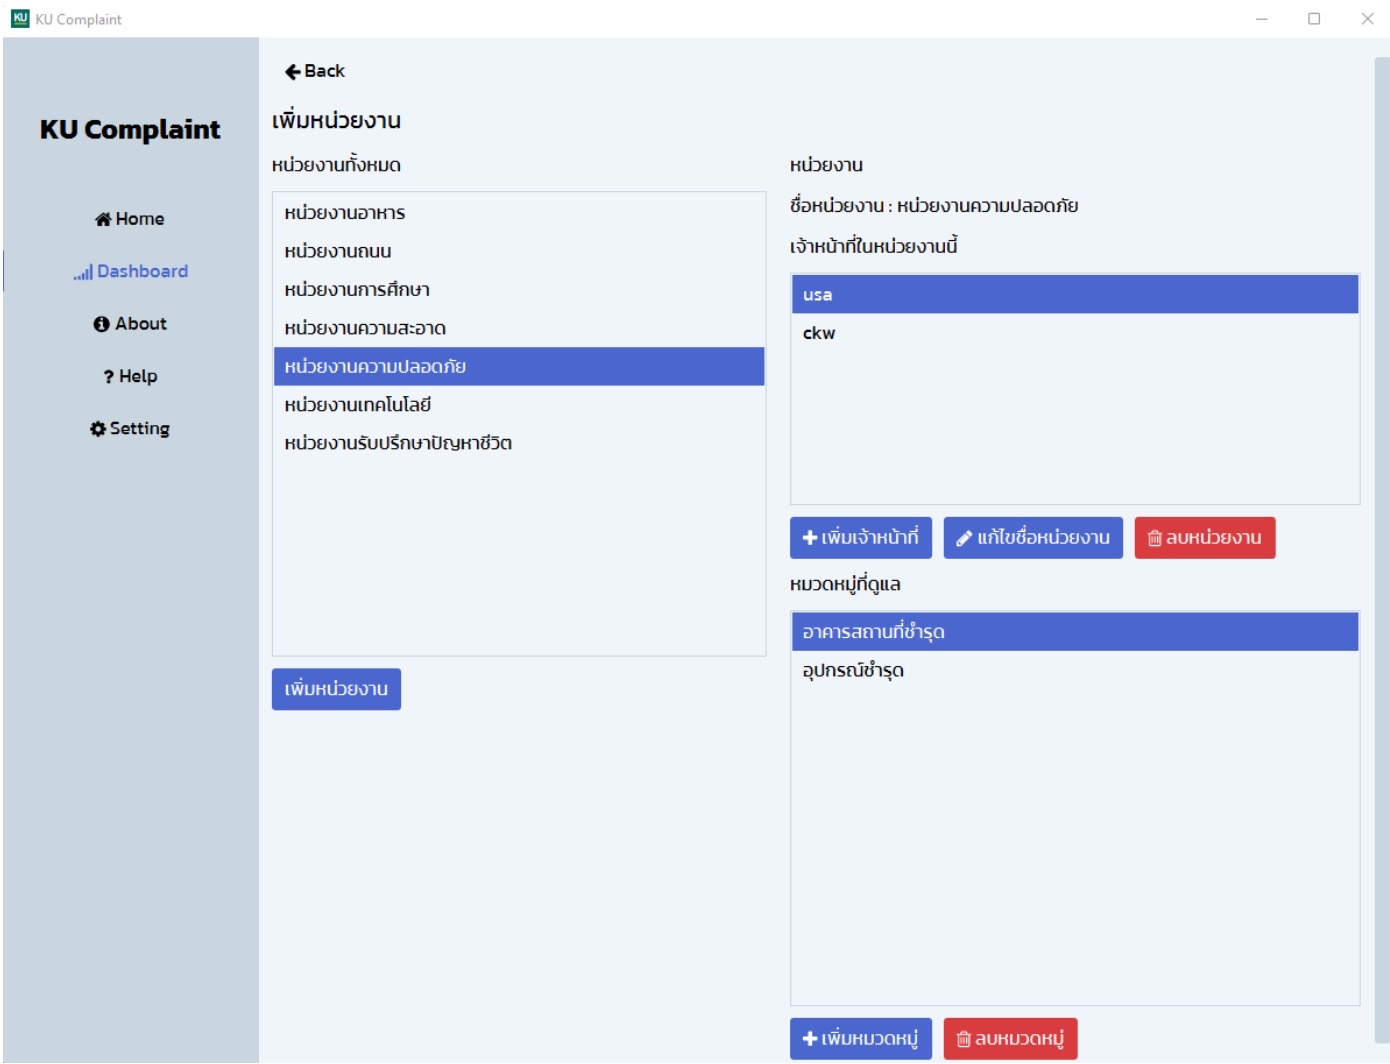 KU KU Complaint
KU Complaint
Home
Dashboard
About
? Help
Setting
Back
เพิ่มหน่วยงาน
หน่วยงานทั้งหมด
หน่วยงานอาหาร
หน่วยงานถนน
หน่วยงานการศึกษา
หน่วยงานความสะอาด
หน่วยงานความปลอดภัย
หน่วยงานเทคโนโลยี
หน่วยงานรับปรึกษาปัญหาชีวิต
เพิ่มหน่วยงาน
หน่วยงาน
ชื่อหน่วยงาน : หน่วยงานความปลอดภัย
เจ้าหน้าที่ในหน่วยงานนี้
usa
ckw
เพิ่มเจ้าหน้าที่
แก้ไขชื่อหน่วยงาน
ลบหน่วยงาน
หมวดหมู่ที่ดูแล
อาคารสถานที่ชำรุด
อุปกรณ์ชำรุด
เพิ่มหมวดหมู่
ลบหมวดหมู่